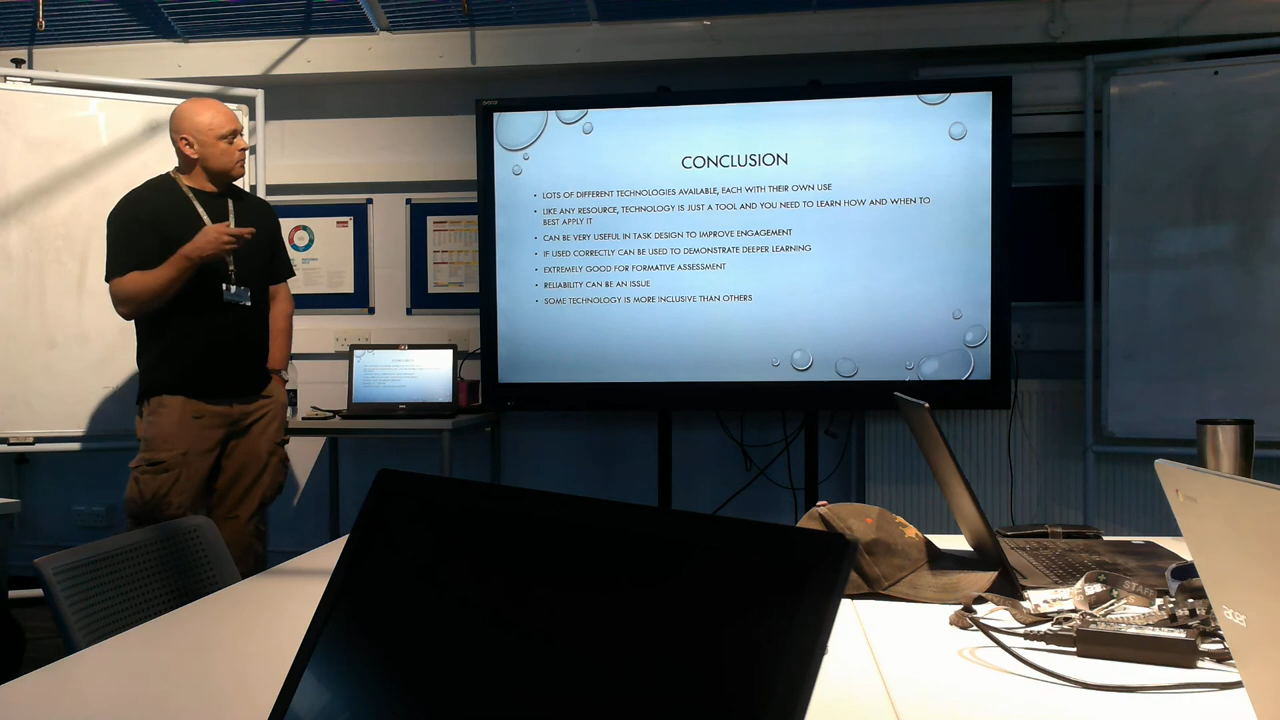 CONCLUSION
• LOTS OF DIFFERENT TECHNOLOGIES AVAILABLE, EACH WITH THEIR OWN USE
• LIKE ANY RESOURCE, TECHNOLOGY IS JUST A TOOL AND YOU NEED TO LEARN HOW AND WHEN TO
BEST APPLY IT
• CAN BE VERY USEFUL IN TASK DESIGN TO IMPROVE ENGAGEMENT
• IF USED CORRECTLY CAN BE USED TO DEMONSTRATE DEEPER LEARNING
• EXTREMELY GOOD FOR FORMATIVE ASSESSMENT
• RELIABILITY CAN BE AN ISSUE
• SOME TECHNOLOGY IS MORE INCLUSIVE THAN OTHERS
CONCLUSION
acer